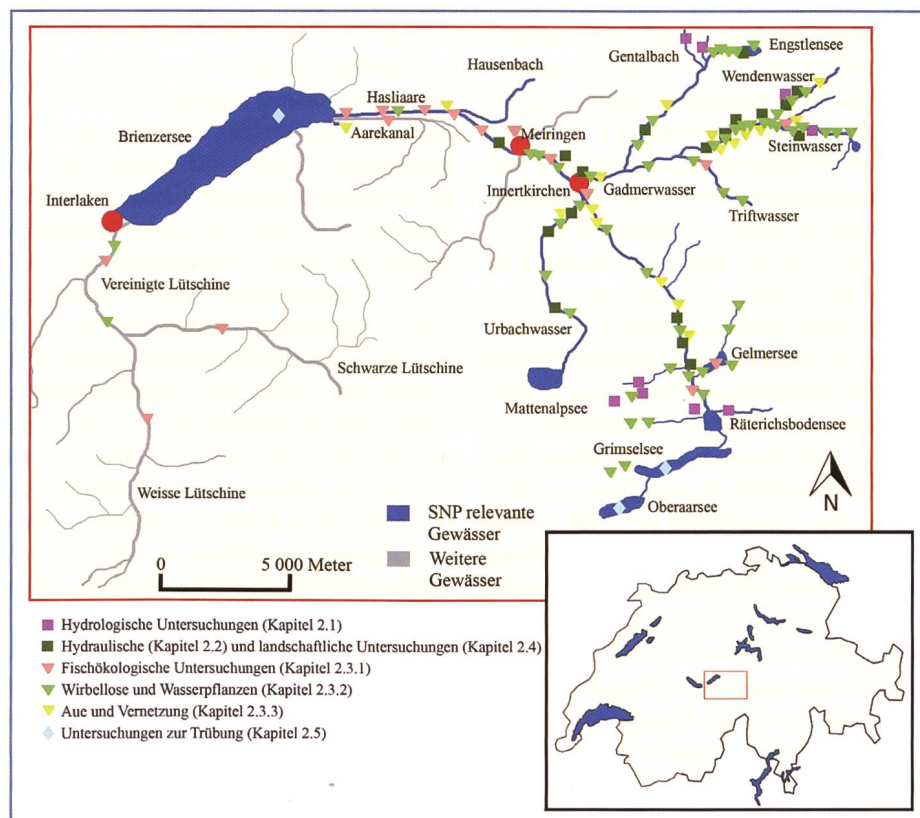 Engstlensee
Gentalbach
Wendenwasser
Hausenbach
Hasliaare
Brienzersee
Aarekanal
Meiringen
Steinwasser
Innertkirchen
Gadmerwasser
Interlaken
Triftwasser
Vereinigte Lütschine
Urbachwasser
Gelmersee
Schwarze Lütschine
Mattenalpsee
Räterichsbodensee
Grimselsee
N
Weisse Lütschine
Oberaarsee
SNP relevante
Gewässer
Weitere
Gewässer
0 5 000 Meter
Hydrologische Untersuchungen (Kapitel 2.1)
Hydraulische (Kapitel 2.2) und landschaftliche Untersuchungen (Kapitel 2.4)
Fischökologische Untersuchungen (Kapitel 2.3.1)
Wirbellose und Wasserpflanzen (Kapitel 2.3.2)
Aue und Vernetzung (Kapitel 2.3.3)
Untersuchungen zur Trübung (Kapitel 2.5)